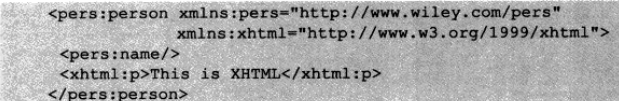 <pers:person xmlns:pers="http://www.wiley.com/pers"
xmlns:xhtml="http://www.w3.org/1999/xhtml">
<pers:name/>
<xhtml:p>This is XHTML</xhtml:p>
</pers:person>